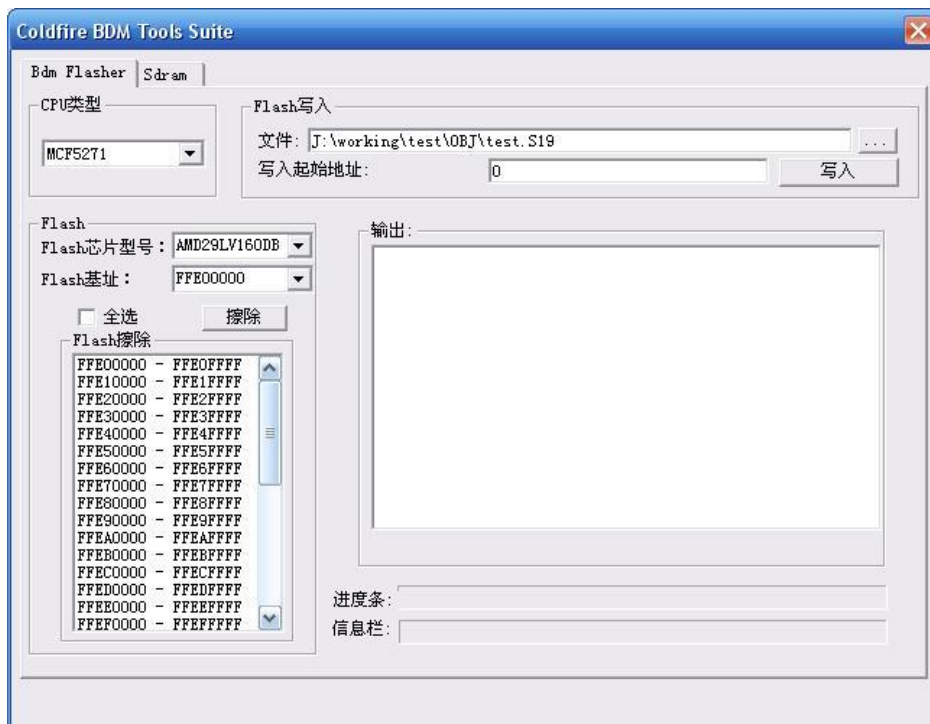 Coldfire BDM Tools Suite
Bdm Flasher
Sdram
CPU类型
MCF5271
Flash写入
文件: J:\working\test\OBJ\test.S19
...
写入起始地址: 0
写入
Flash
Flash芯片型号： AMD29LV160DB
Flash基址： FFE00000
全选
擦除
Flash擦除
FFE00000 - FFE0FFFF
FFE10000 - FFE1FFFF
FFE20000 - FFE2FFFF
FFE30000 - FFE3FFFF
FFE40000 - FFE4FFFF
FFE50000 - FFE5FFFF
FFE60000 - FFE6FFFF
FFE70000 - FFE7FFFF
FFE80000 - FFE8FFFF
FFE90000 - FFE9FFFF
FFEA0000 - FFEAFFFF
FFEB0000 - FFEBFFFF
FFEC0000 - FFECFFFF
FFED0000 - FFEDFFFF
FFEE0000 - FFEEFFFF
FFEF0000 - FFEFFFFF
输出:
进度条:
信息栏: